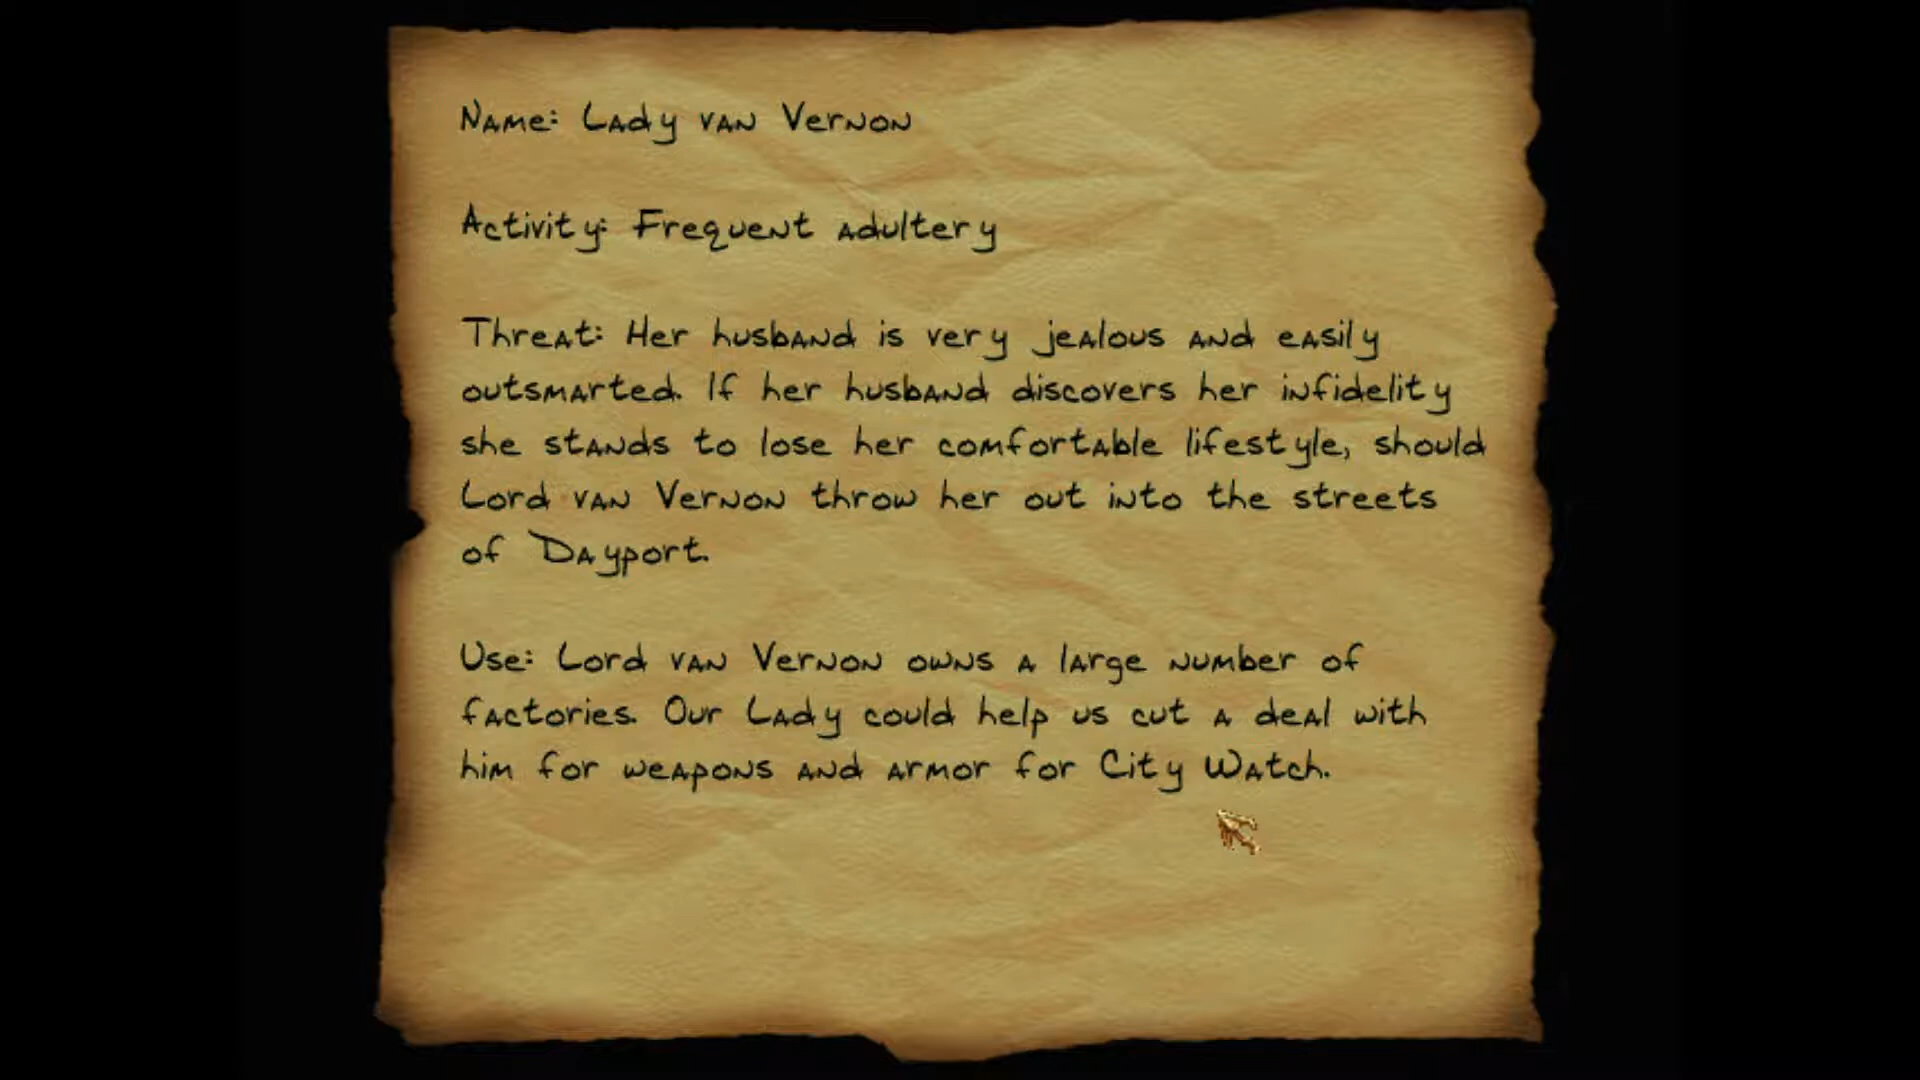 Name: Lady van Vernon
Activity: Frequent adultery
Threat: Her husband is very jealous and easily
outsmarted. If her husband discovers her infidelity
she stands to lose her comfortable lifestyle, should
Lord van Vernon throw her out into the streets
of Dayport.
Use: Lord van Vernon owns a large number of
factories. Our Lady could help us cut a deal with
him for weapons and armor for City Watch.